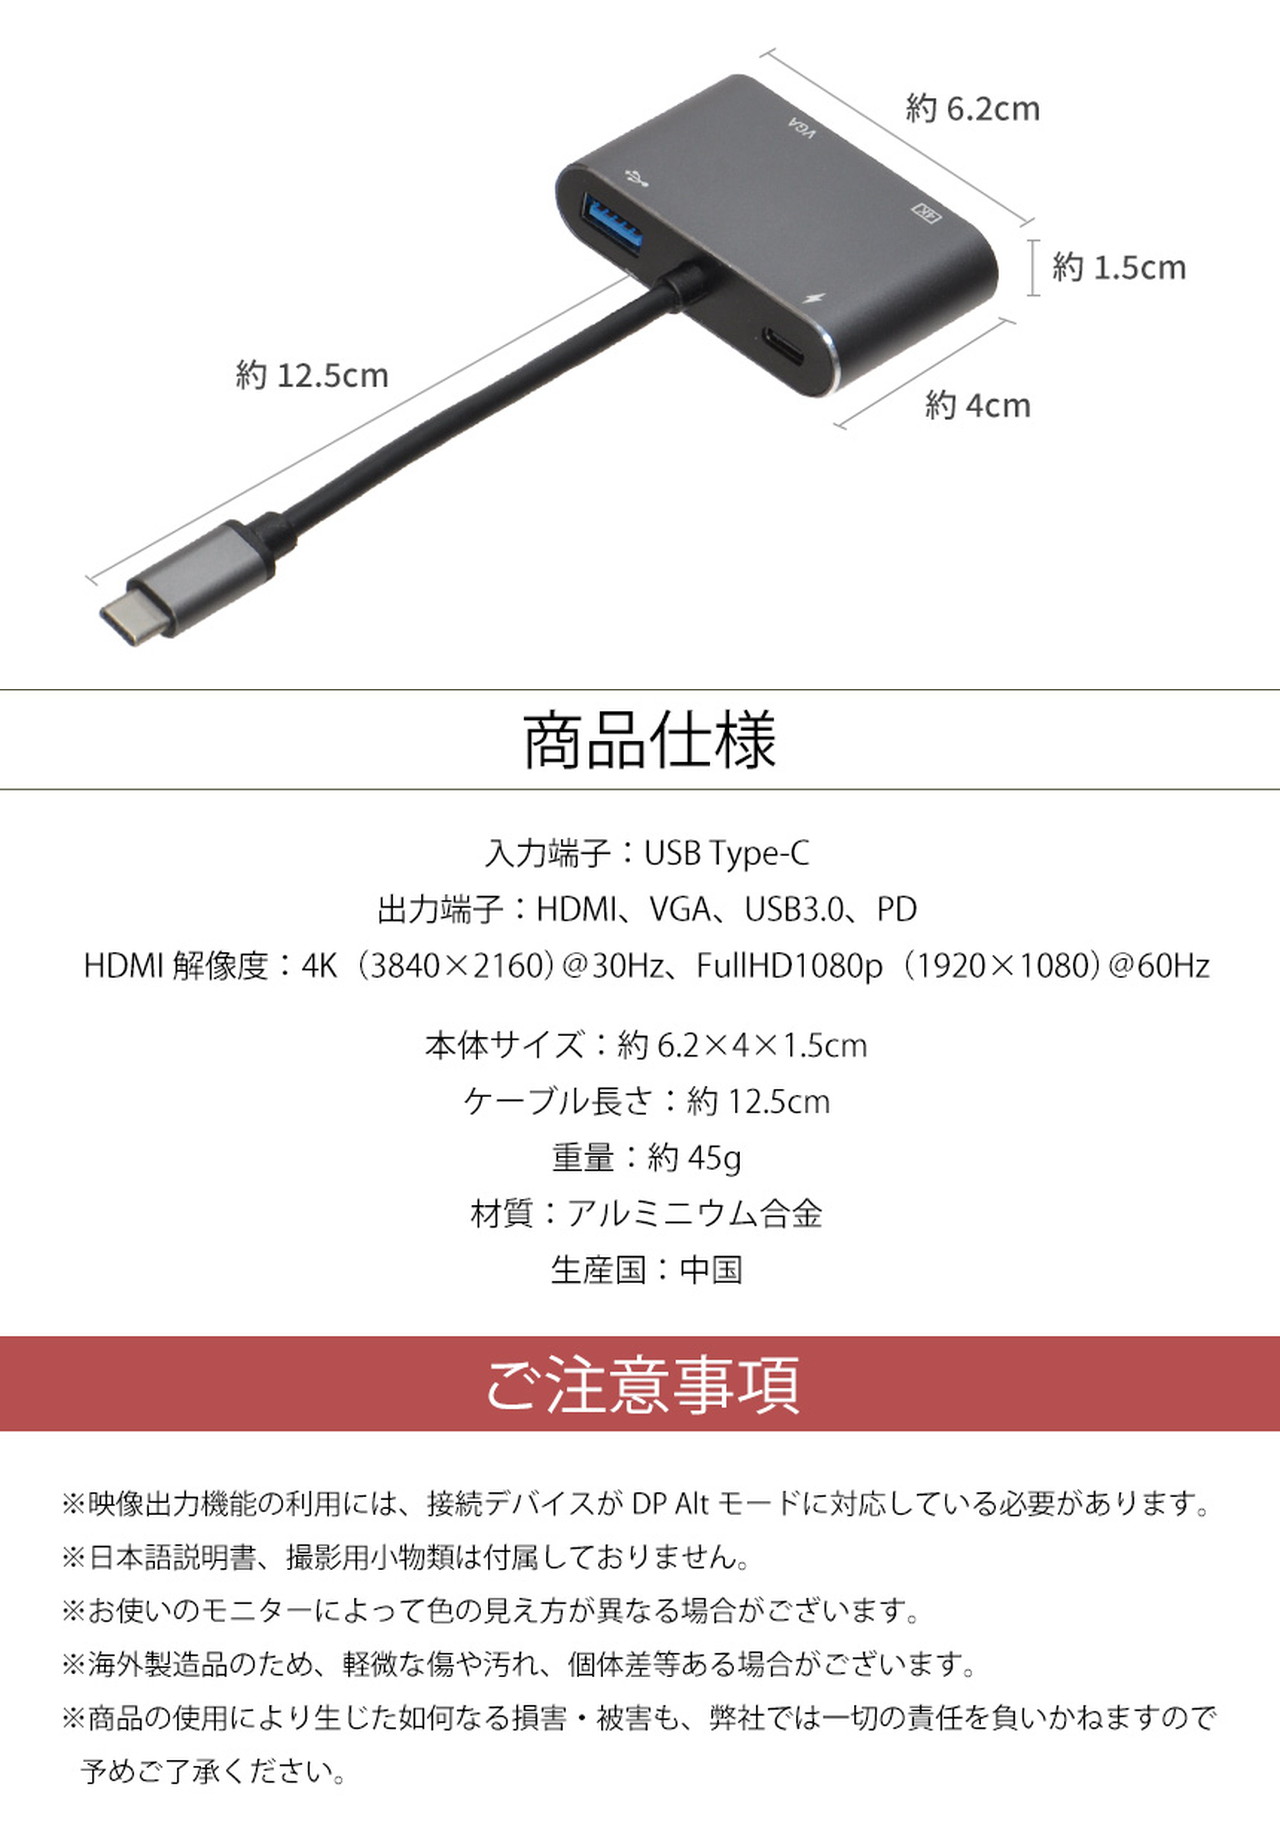 約 6.2cm
VGA
4K
約 1.5cm
約 12.5cm
約 4cm
商品仕様
入力端子：USB Type-C
出力端子：HDMI、VGA、USB3.0、PD
HDMI 解像度：4K（3840×2160）@30Hz、FullHD1080p（1920×1080）@60Hz
本体サイズ：約 6.2×4×1.5cm
ケーブル長さ：約 12.5cm
重量：約 45g
材質：アルミニウム合金
生産国：中国
ご注意事項
※映像出力機能の利用には、接続デバイスが DP Alt モードに対応している必要があります。
※日本語説明書、撮影用小物類は付属しておりません。
※お使いのモニターによって色の見え方が異なる場合がございます。
※海外製造品のため、軽微な傷や汚れ、個体差等ある場合がございます。
※商品の使用により生じた如何なる損害・被害も、弊社では一切の責任を負いかねますので
予めご了承ください。